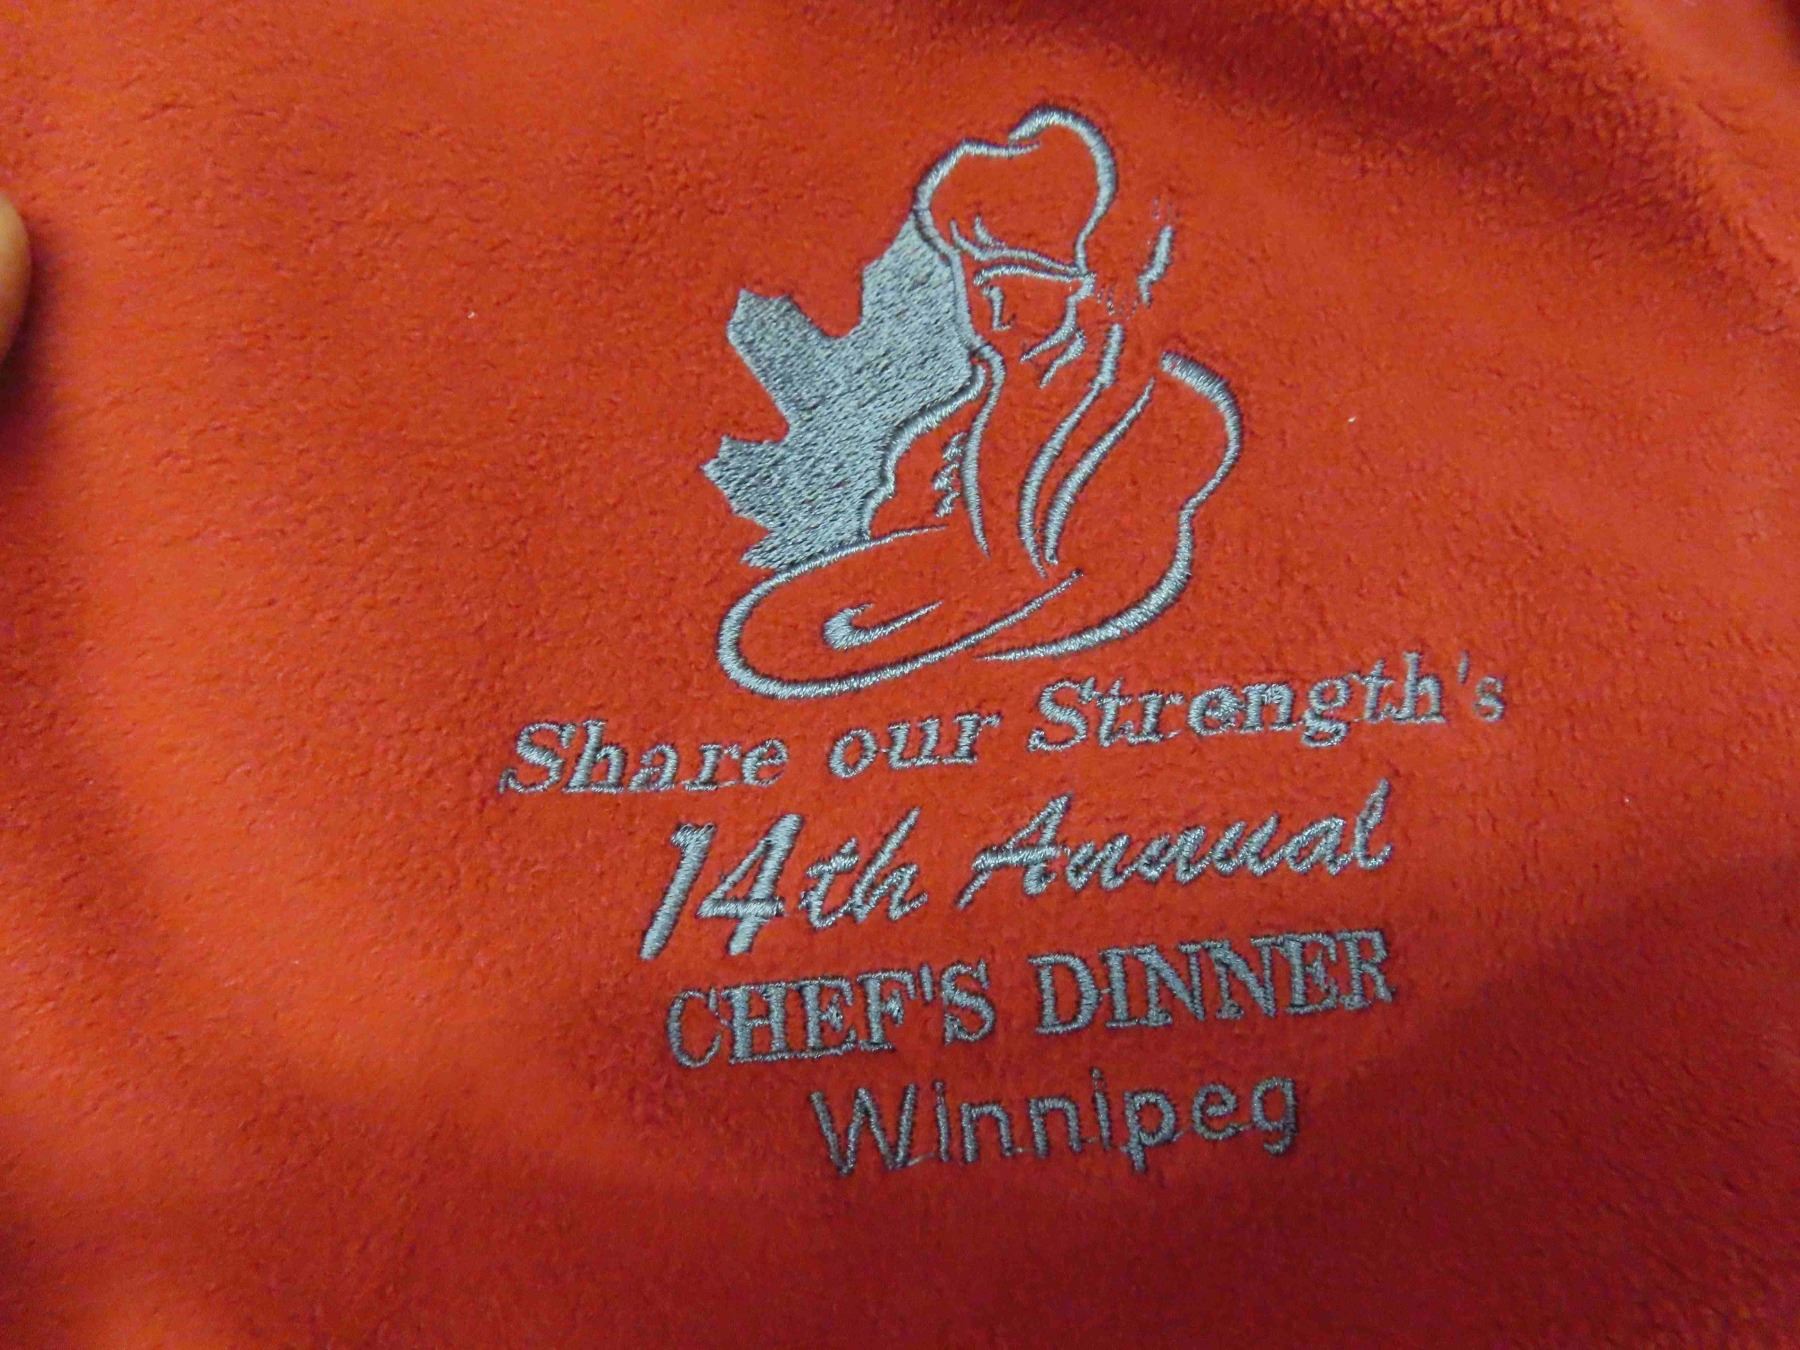 Share our Strength's
14th Annual
CHEF'S DINNER
Winnipeg